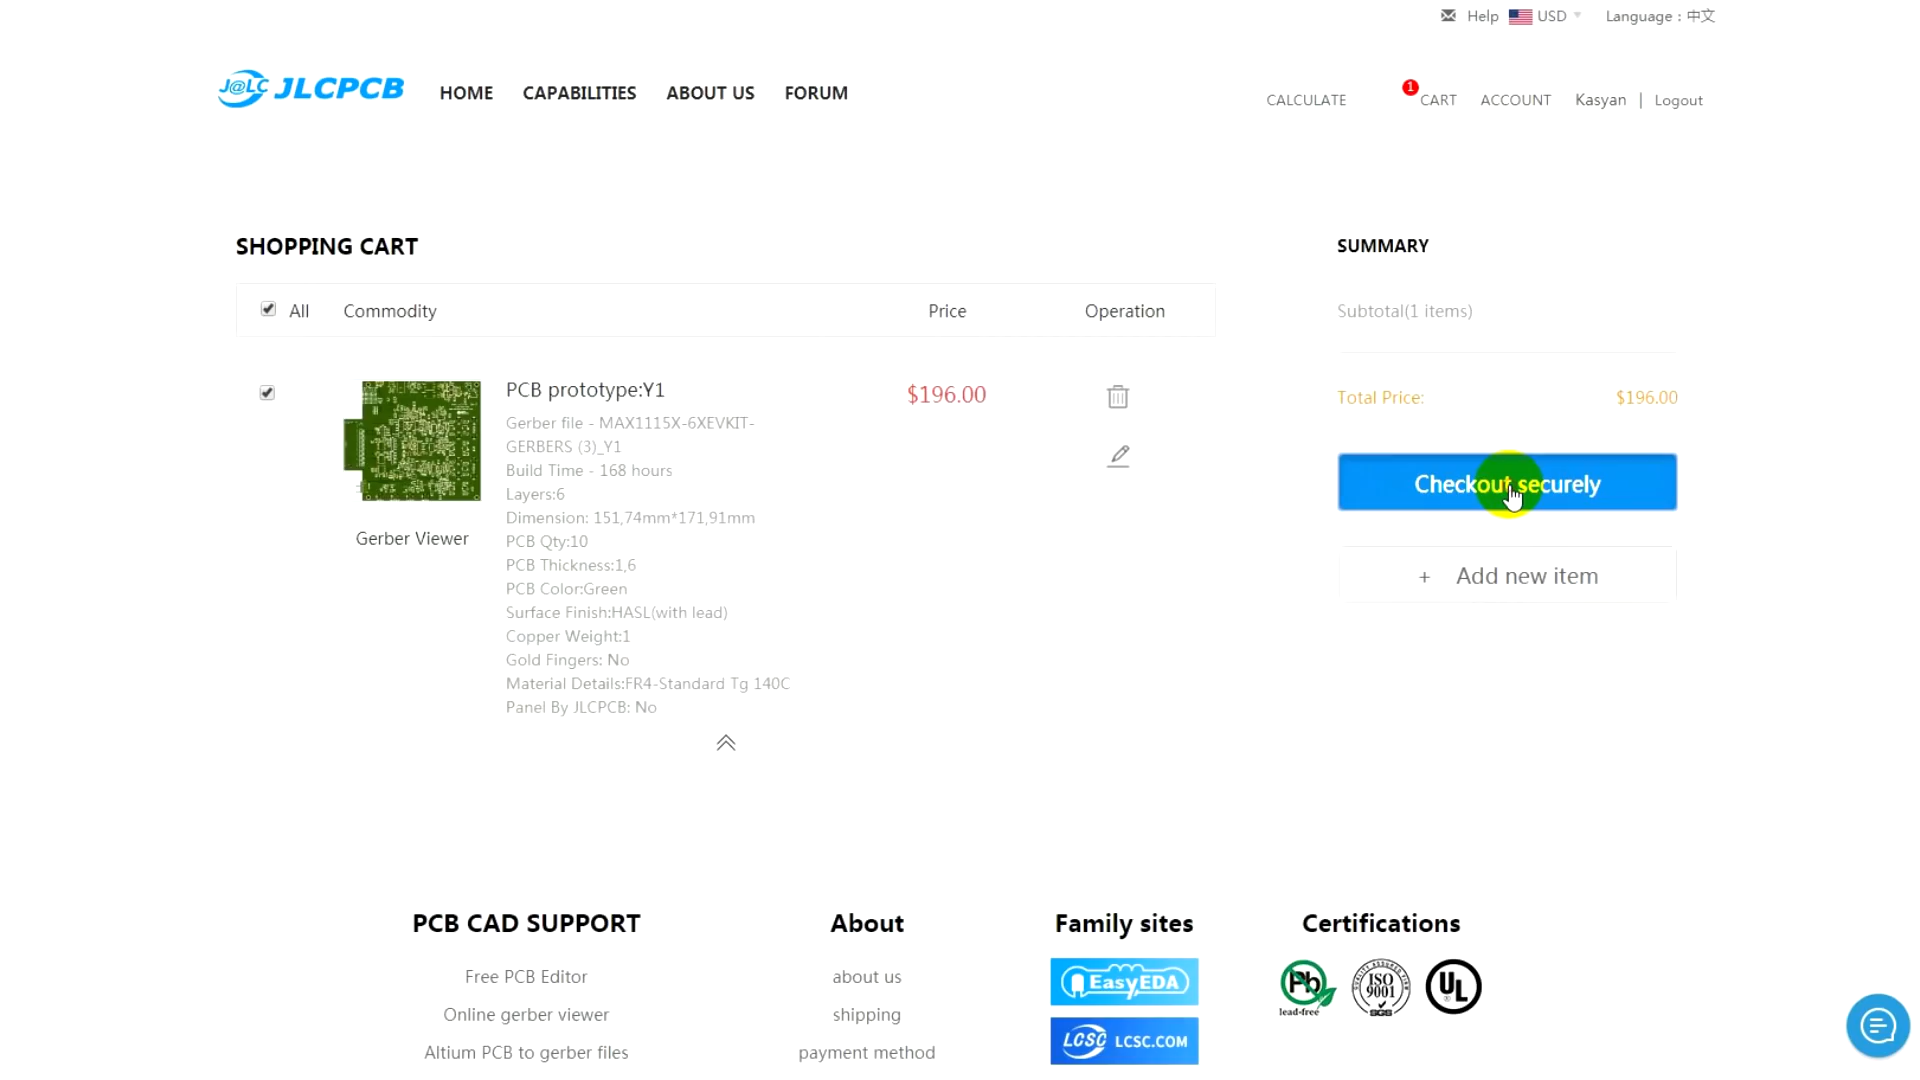 Help USD Language : 中文
J@LC JLCPCB HOME CAPABILITIES ABOUT US FORUM
CALCULATE 1 CART ACCOUNT Kasyan | Logout
SHOPPING CART
All Commodity Price Operation
PCB prototype:Y1 $196.00
Gerber file - MAX1115X-6XEVKIT-
GERBERS (3)_Y1
Build Time - 168 hours
Layers:6
Dimension: 151,74mm*171,91mm
PCB Qty:10
PCB Thickness:1,6
PCB Color:Green
Surface Finish:HASL(with lead)
Copper Weight:1
Gold Fingers: No
Material Details:FR4-Standard Tg 140C
Panel By JLCPCB: No
Gerber Viewer
SUMMARY
Subtotal(1 items)
Total Price: $196.00
Checkout securely
+ Add new item
PCB CAD SUPPORT
Free PCB Editor
Online gerber viewer
Altium PCB to gerber files
About
about us
shipping
payment method
Family sites
EasyEDA
LCSC LCSC.COM
Certifications
Pb
lead-free
QUALITY ASSURED FIRM
ISO
9001
SGS
UL